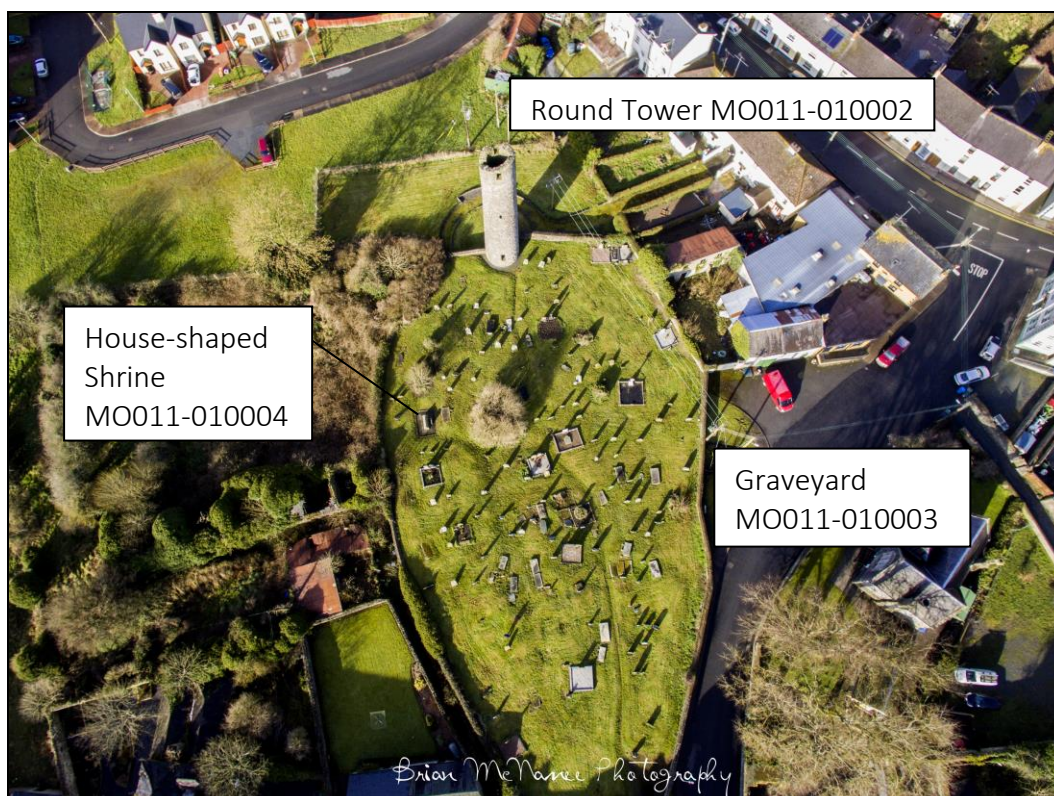 Round Tower MO011-010002
House-shaped
Shrine
MO011-010004
Graveyard
MO011-010003
STOP
Brian McNamee Photography